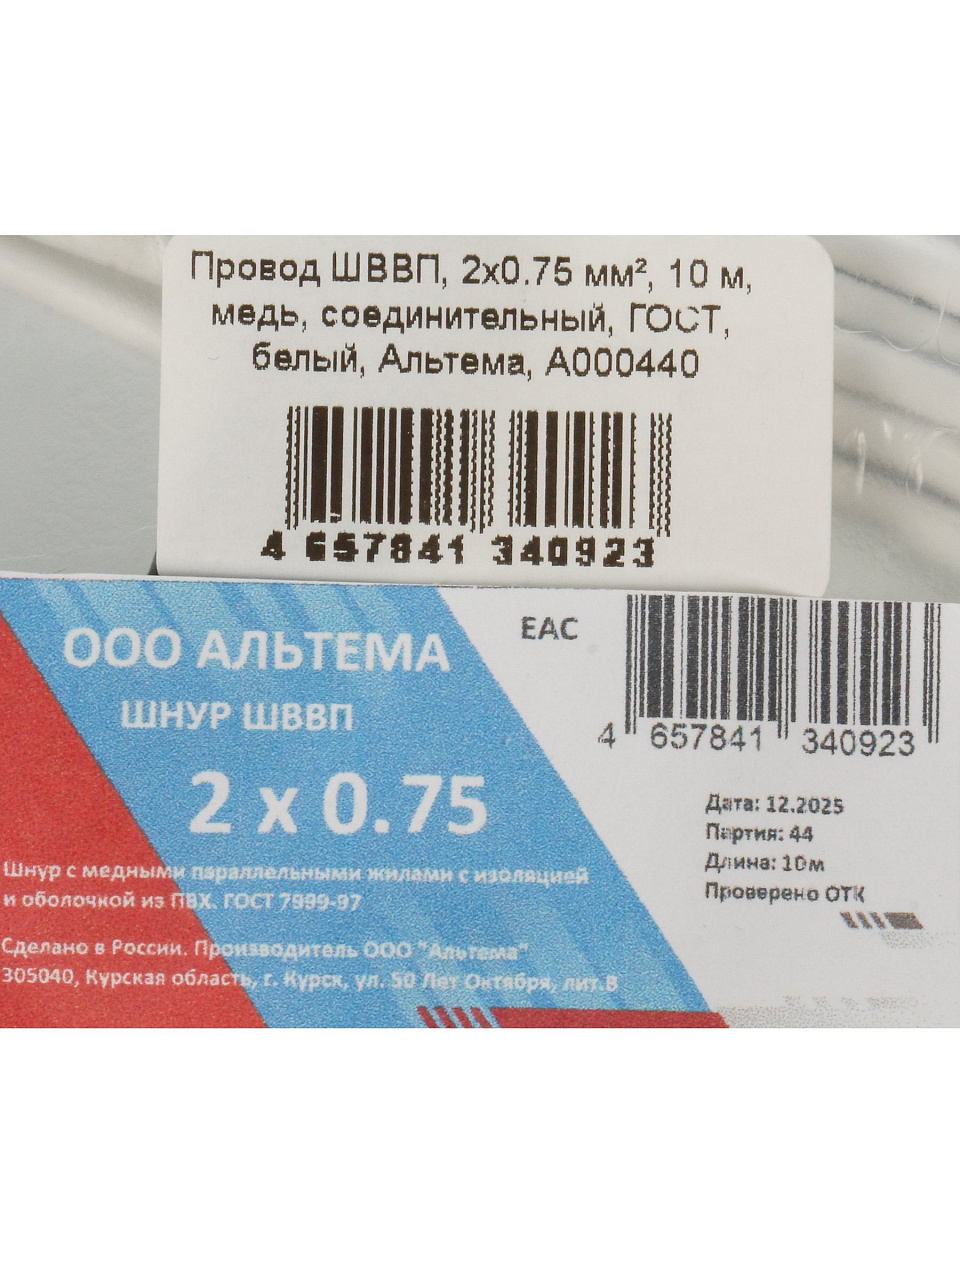 Провод ШВВП, 2х0.75 мм², 10 м,
медь, соединительный, ГОСТ,
белый, Альтема, А000440
4 657841 340923
ООО АЛЬТЕМА
ШНУР ШВВП
2 х 0.75
Шнур с медными параллельными жилами с изоляцией
и оболочкой из ПВХ. ГОСТ 7999-97
Сделано в России. Производитель ООО "Альтема"
305040, Курская область, г. Курск, ул. 50 Лет Октября, лит.В
EAC
4 657841 340923
Дата: 12.2025
Партия: 44
Длина: 10м
Проверено ОТК